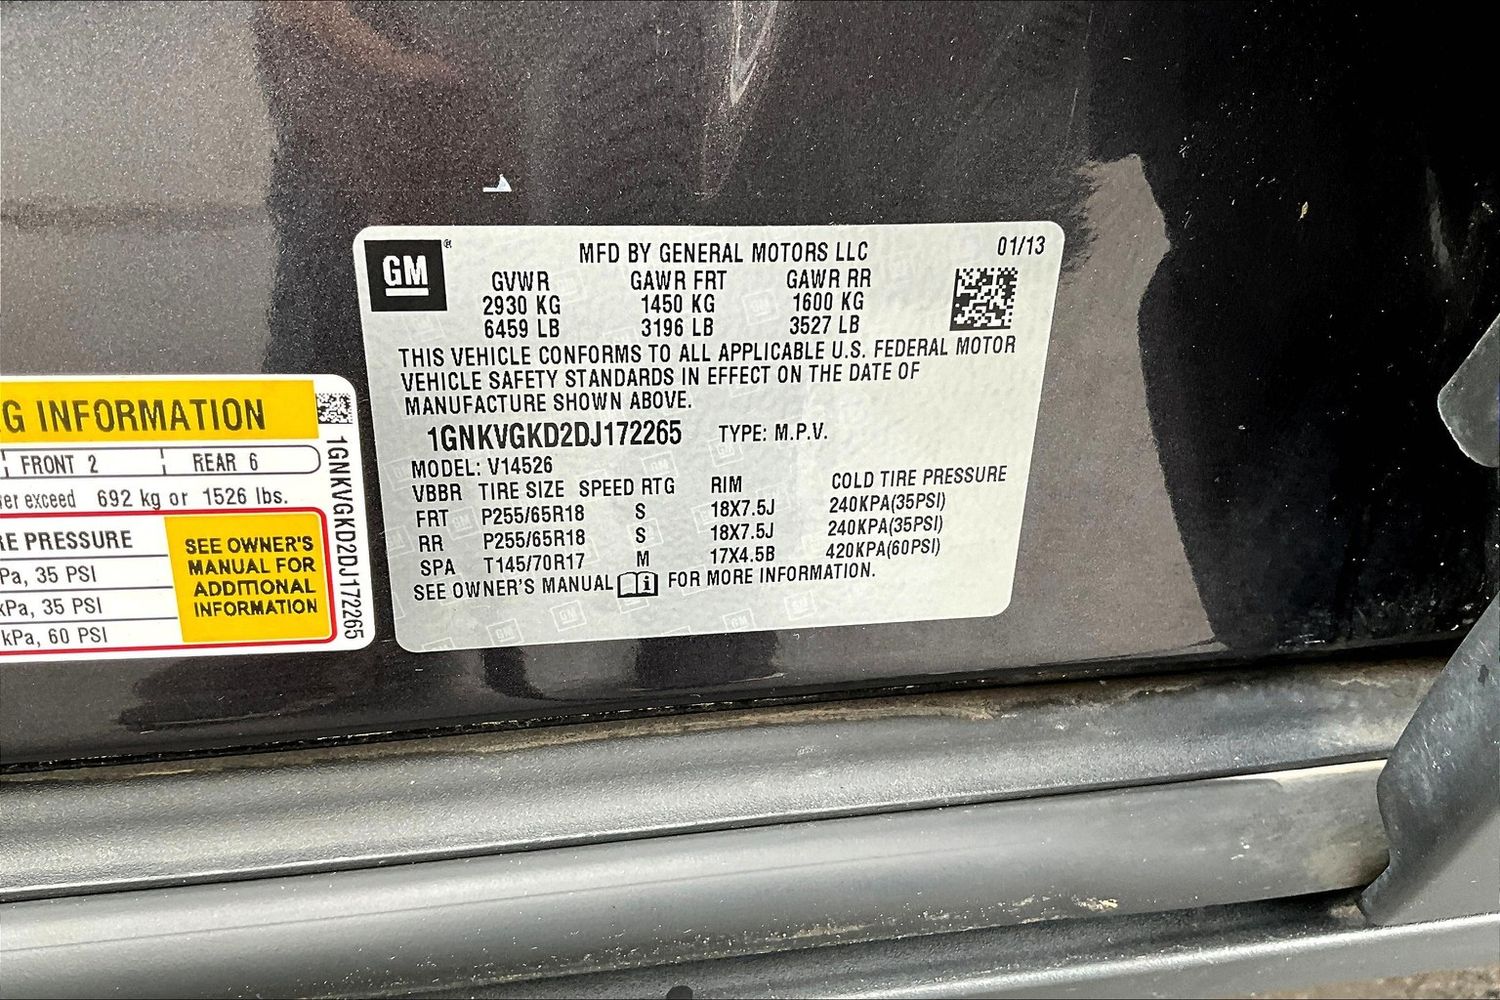 GM ®
MFD BY GENERAL MOTORS LLC 01/13
GVWR GAWR FRT GAWR RR
2930 KG 1450 KG 1600 KG
6459 LB 3196 LB 3527 LB
THIS VEHICLE CONFORMS TO ALL APPLICABLE U.S. FEDERAL MOTOR
VEHICLE SAFETY STANDARDS IN EFFECT ON THE DATE OF
MANUFACTURE SHOWN ABOVE.
1GNKVGKD2DJ172265 TYPE: M.P.V.
MODEL: V14526
VBBR TIRE SIZE SPEED RTG RIM COLD TIRE PRESSURE
FRT P255/65R18 S 18X7.5J 240KPA(35PSI)
RR P255/65R18 S 18X7.5J 240KPA(35PSI)
SPA T145/70R17 M 17X4.5B 420KPA(60PSI)
SEE OWNER'S MANUAL FOR MORE INFORMATION.
G INFORMATION
FRONT 2 REAR 6
er exceed 692 kg or 1526 lbs.
RE PRESSURE
Pa, 35 PSI
kPa, 35 PSI
kPa, 60 PSI
SEE OWNER'S
MANUAL FOR
ADDITIONAL
INFORMATION
1GNKVGKD2DJ172265